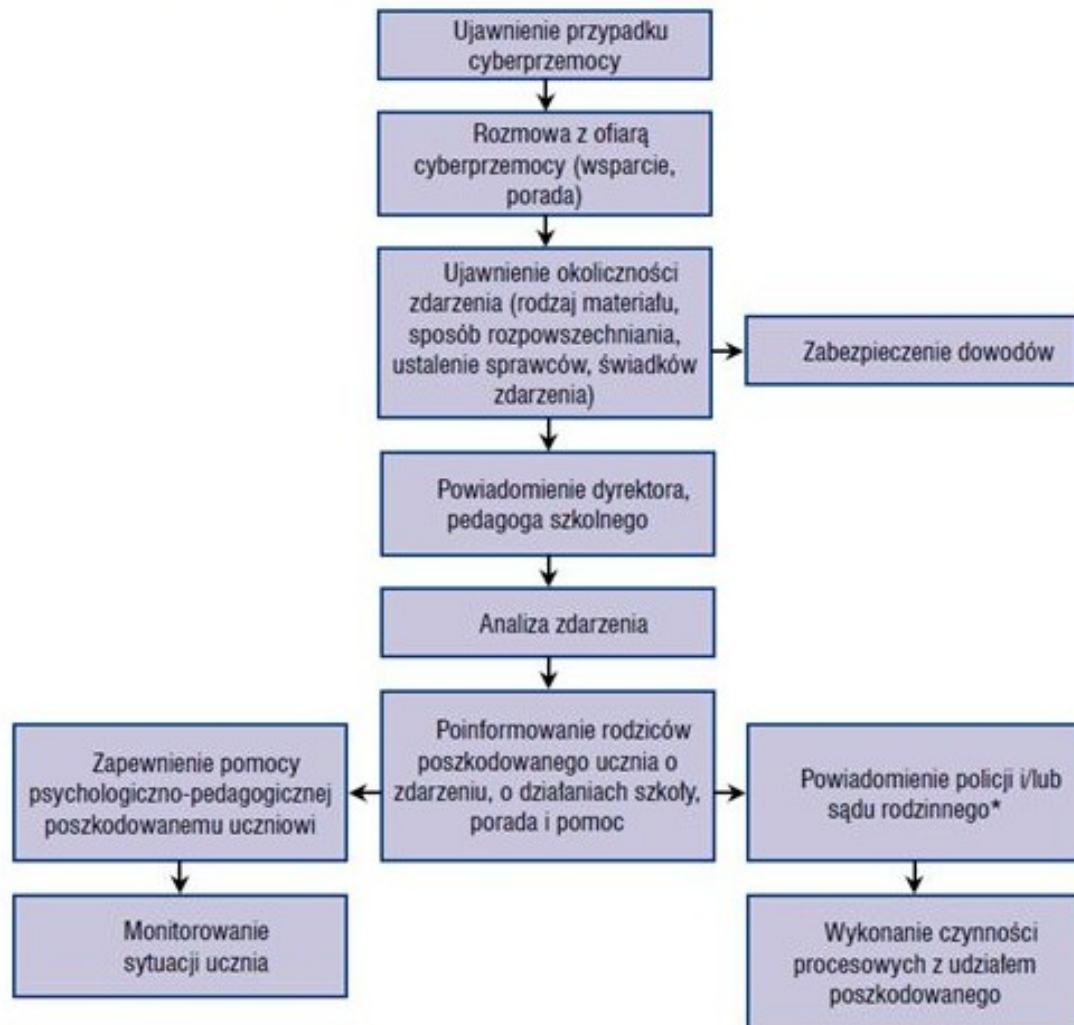 Ujawnienie przypadku
cyberprzemocy
Rozmowa z ofiarą
cyberprzemocy (wsparcie,
porada)
Ujawnienie okoliczności
zdarzenia (rodzaj materiału,
sposób rozpowszechniania,
ustalenie sprawców, świadków
zdarzenia)
Zabezpieczenie dowodów
Powiadomienie dyrektora,
pedagoga szkolnego
Analiza zdarzenia
Poinformowanie rodziców
poszkodowanego ucznia o
zdarzeniu, o działaniach szkoły,
porada i pomoc
Zapewnienie pomocy
psychologiczno-pedagogicznej
poszkodowanemu uczniowi
Powiadomienie policji i/lub
sądu rodzinnego*
Monitorowanie
sytuacji ucznia
Wykonanie czynności
procesowych z udziałem
poszkodowanego